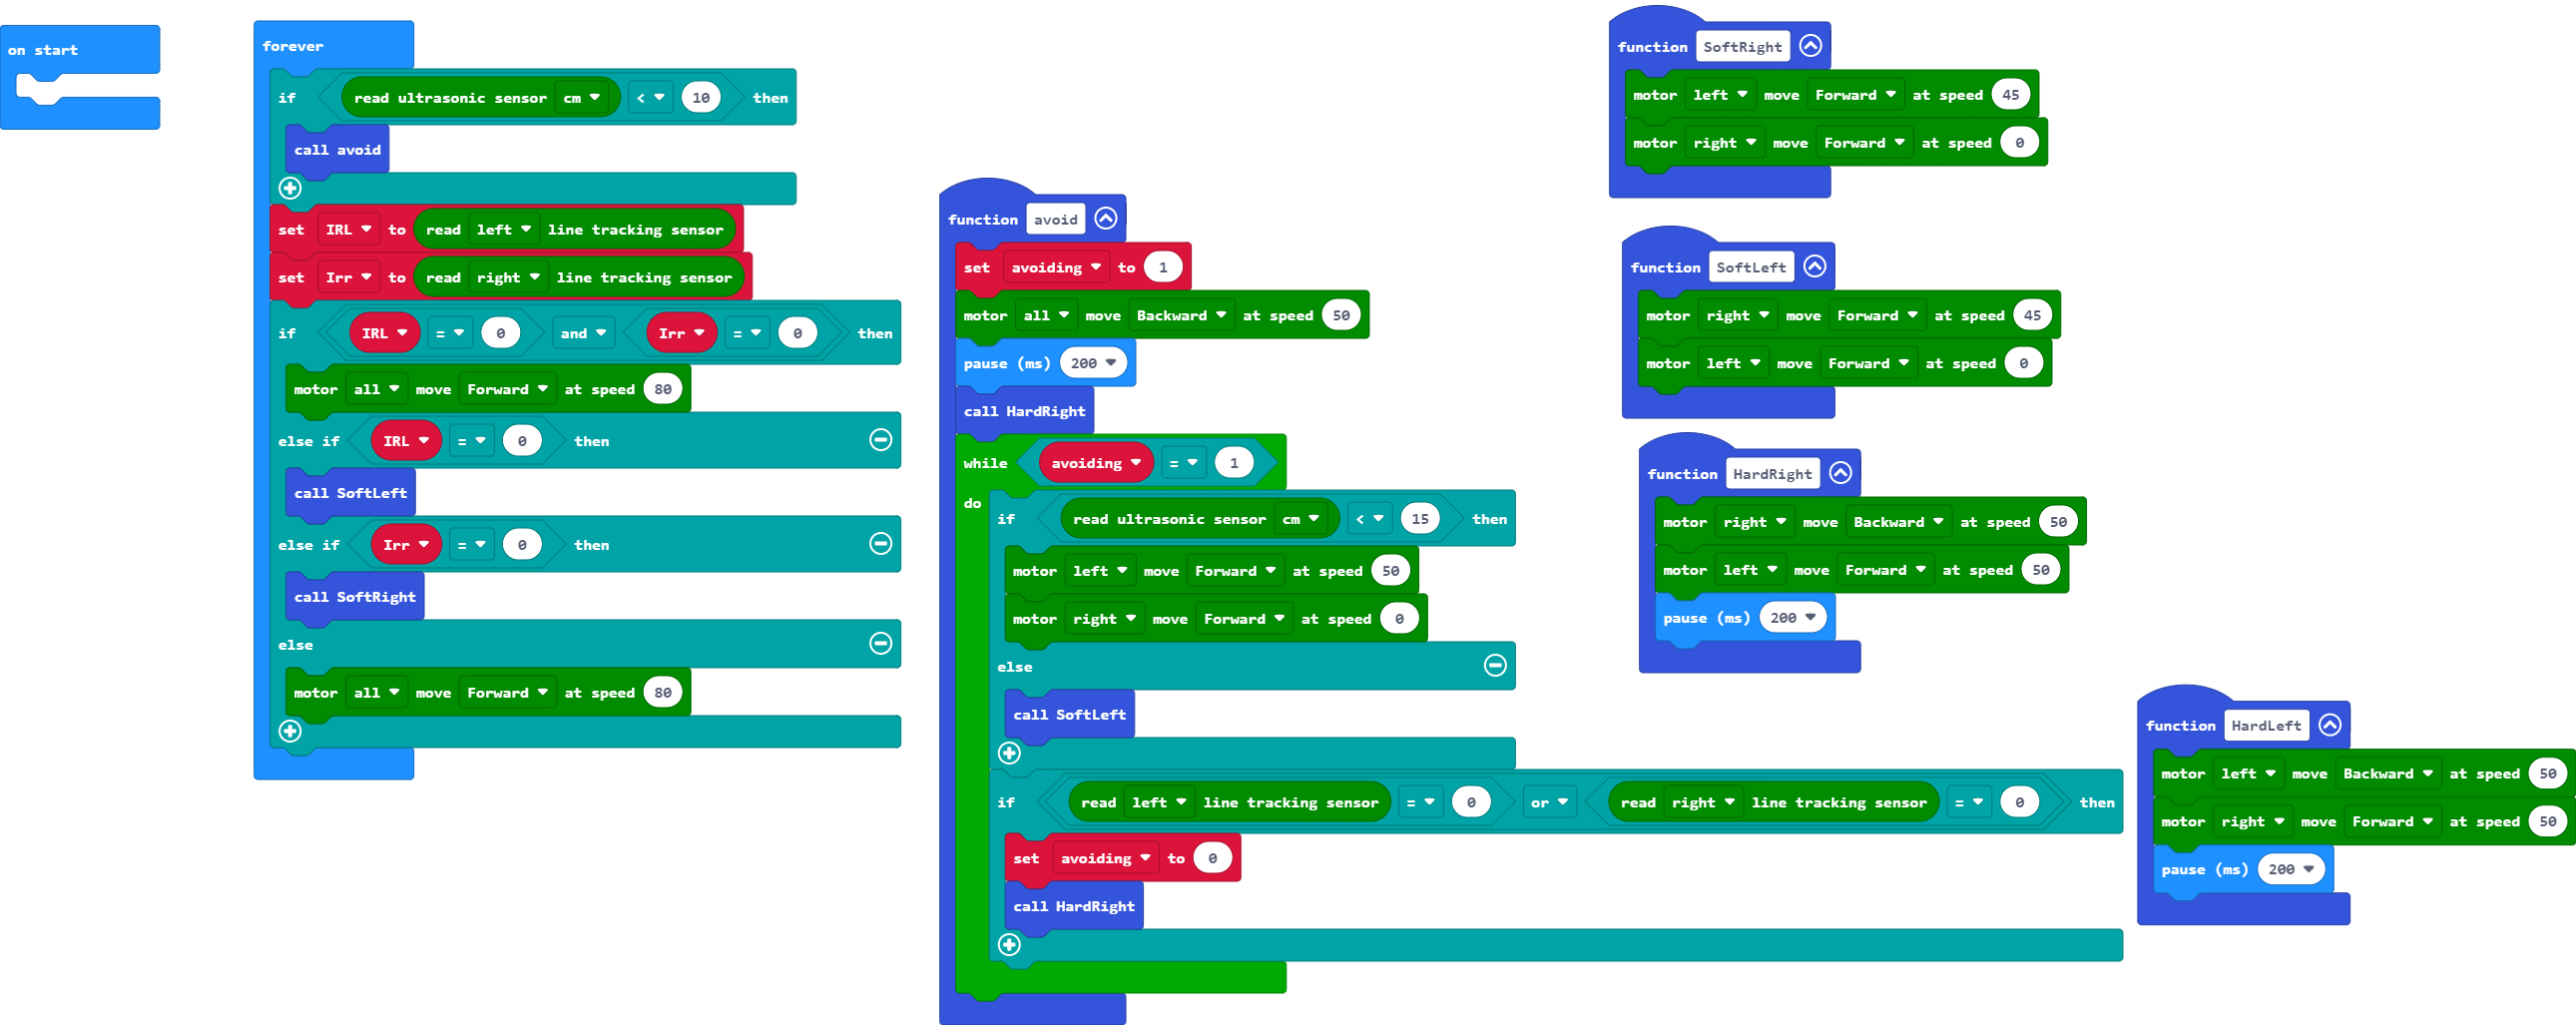 on start
forever
if read ultrasonic sensor cm < 10 then
call avoid
set IRL to read left line tracking sensor
set Irr to read right line tracking sensor
if IRL = 0 and Irr = 0 then
motor all move Forward at speed 80
else if IRL = 0 then
call SoftLeft
else if Irr = 0 then
call SoftRight
else
motor all move Forward at speed 80
function avoid
set avoiding to 1
motor all move Backward at speed 50
pause (ms) 200
call HardRight
while avoiding = 1
do
if read ultrasonic sensor cm < 15 then
motor left move Forward at speed 50
motor right move Forward at speed 0
else
call SoftLeft
if read left line tracking sensor = 0 or read right line tracking sensor = 0 then
set avoiding to 0
call HardRight
function SoftRight
motor left move Forward at speed 45
motor right move Forward at speed 0
function SoftLeft
motor right move Forward at speed 45
motor left move Forward at speed 0
function HardRight
motor right move Backward at speed 50
motor left move Forward at speed 50
pause (ms) 200
function HardLeft
motor left move Backward at speed 50
motor right move Forward at speed 50
pause (ms) 200